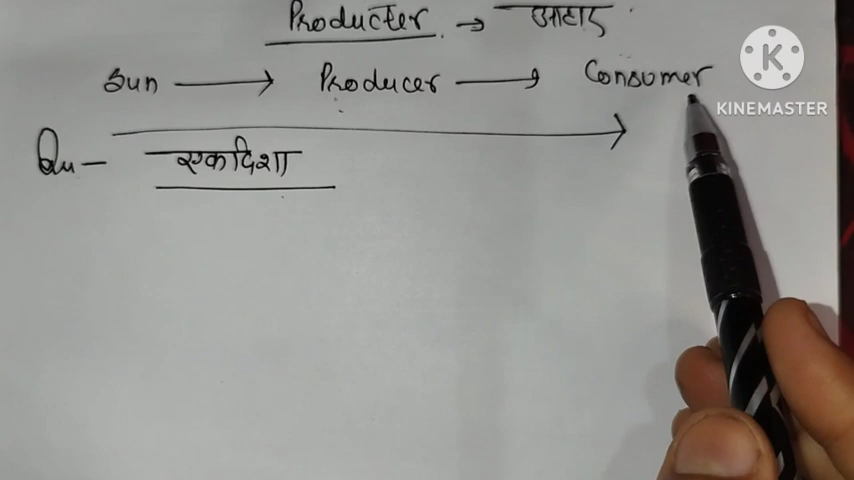 Producter → आहार
Sun → Producer → Consumer
K
KINEMASTER
Qu - एकदिशा